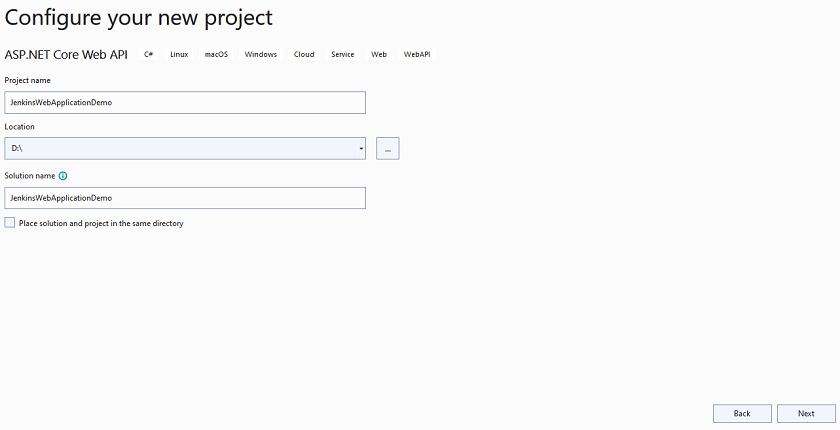 Configure your new project
ASP.NET Core Web API C# Linux macOS Windows Cloud Service Web WebAPI
Project name
JenkinsWebApplicationDemo
Location
D:\
...
Solution name
JenkinsWebApplicationDemo
Place solution and project in the same directory
Back Next